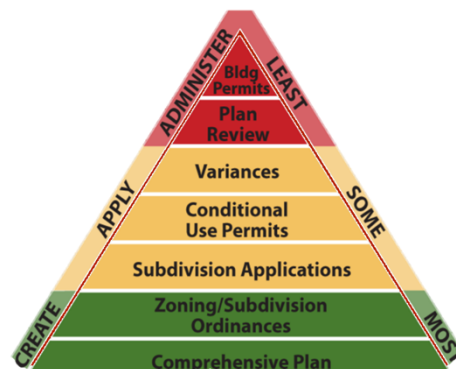 ADMINISTER
LEAST
Bldg
Permits
Plan
Review
APPLY
SOME
Variances
Conditional
Use Permits
Subdivision Applications
CREATE
MOST
Zoning/Subdivision
Ordinances
Comprehensive Plan